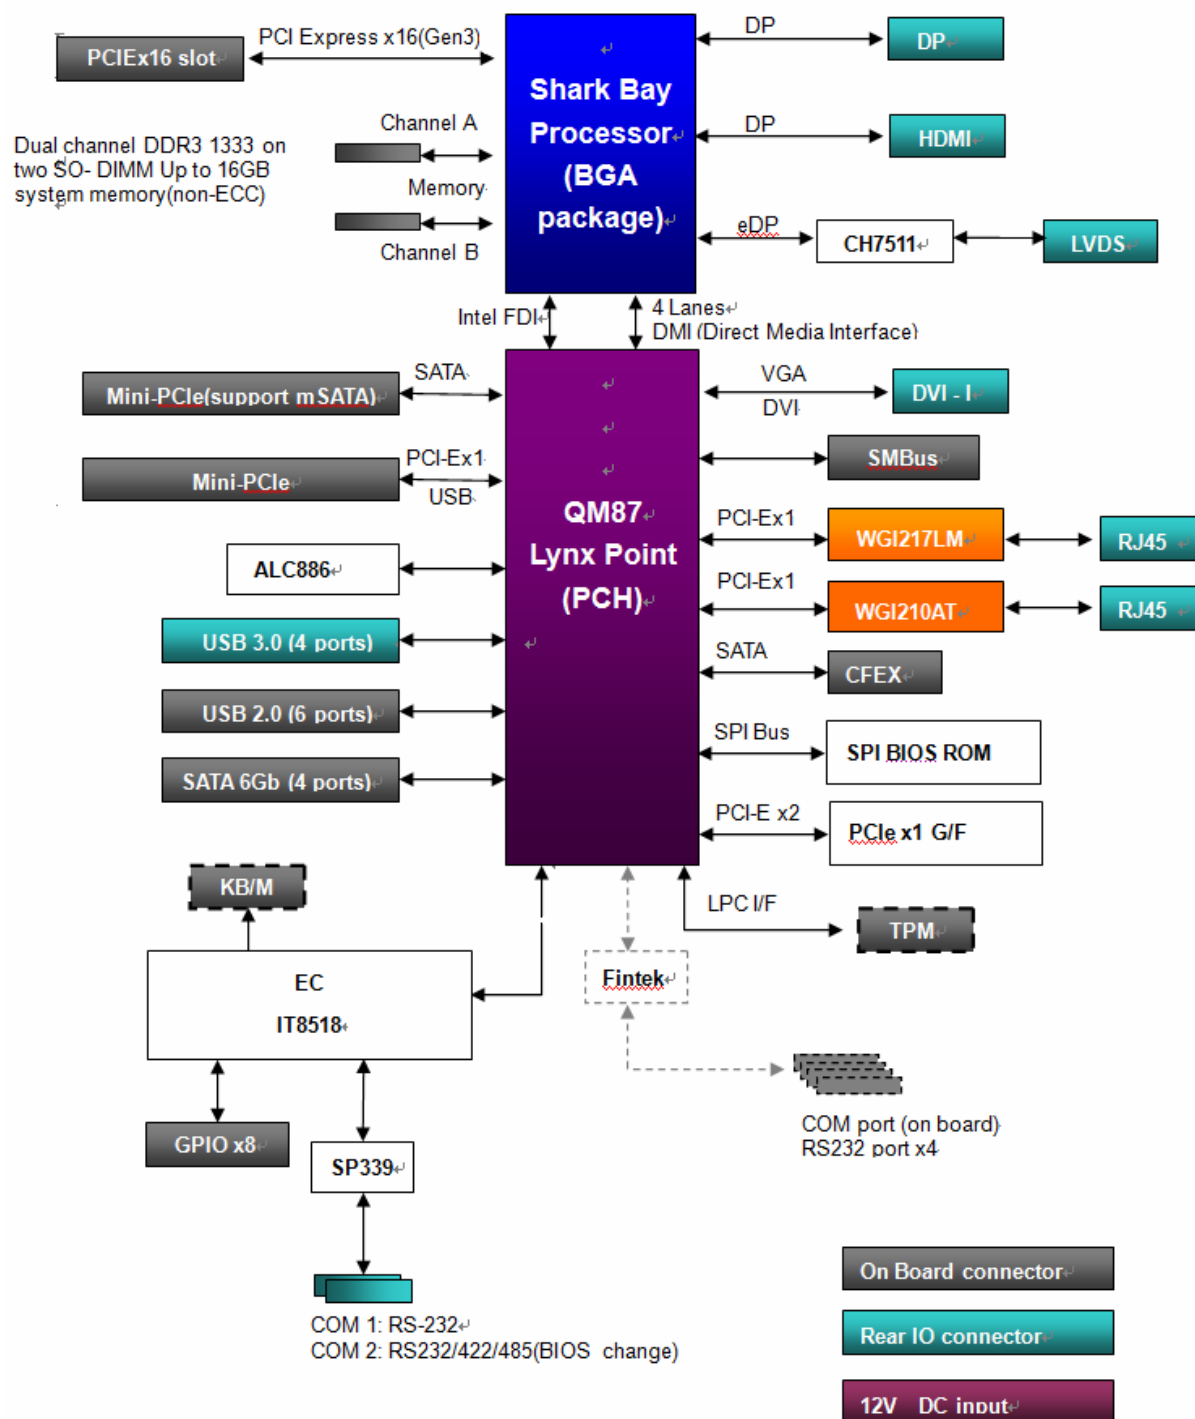 PCI Express x16(Gen3)
PCIEx16 slot
DP
DP
Shark Bay
Processor
(BGA
package)
Channel A
Dual channel DDR3 1333 on
two SO- DIMM Up to 16GB
system memory(non-ECC)
Memory
Channel B
DP
HDMI
eDP
CH7511
LVDS
Intel FDI
4 Lanes
DMI (Direct Media Interface)
SATA
Mini-PCIe(support mSATA)
VGA
DVI
DVI - I
PCI-Ex1
Mini-PCIe
USB
SMBus
QM87
Lynx Point
(PCH)
PCI-Ex1
WGI217LM
RJ45
ALC886
PCI-Ex1
WGI210AT
RJ45
USB 3.0 (4 ports)
SATA
CFEX
USB 2.0 (6 ports)
SPI Bus
SPI BIOS ROM
SATA 6Gb (4 ports)
PCI-E x2
PCIe x1 G/F
KB/M
LPC I/F
TPM
EC
IT8518
Fintek
COM port (on board)
RS232 port x4
GPIO x8
SP339
COM 1: RS-232
COM 2: RS232/422/485(BIOS change)
On Board connector
Rear IO connector
12V DC input